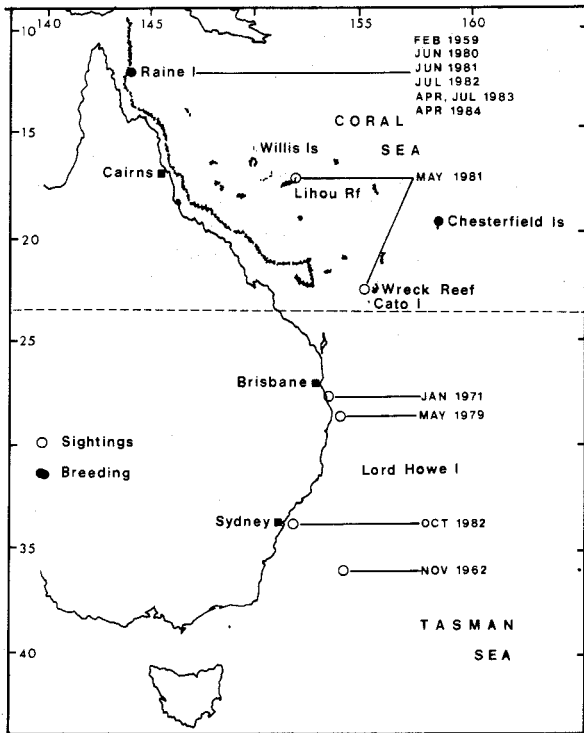 140 145 155 160
10
FEB 1959
JUN 1980
Raine I
JUN 1981
JUL 1982
APR, JUL 1983
APR 1984
15
CORAL
SEA
Willis Is
Cairns
MAY 1981
Lihou Rf
Chesterfield Is
20
Wreck Reef
Cato I
25
Brisbane
JAN 1971
MAY 1979
Sightings
Breeding
Lord Howe I
Sydney
OCT 1982
35
NOV 1962
TASMAN
SEA
40